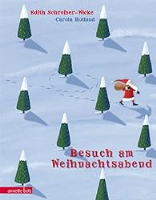 Edith Schreiber-Wicke
Carola Holland
Besuch am
Weihnachtsabend
annette betz